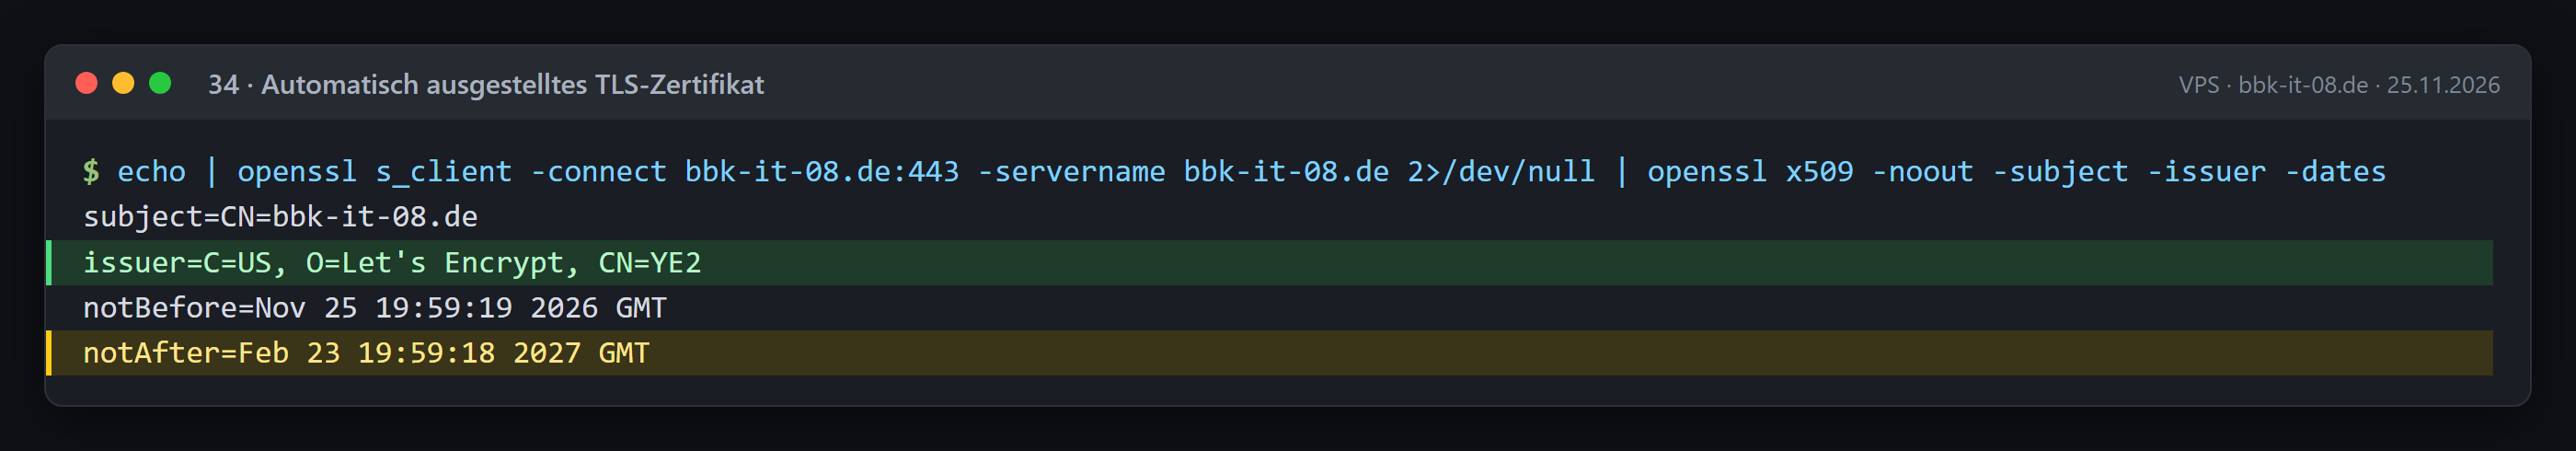 34 · Automatisch ausgestelltes TLS-Zertifikat
VPS · bbk-it-08.de · 25.11.2026
$ echo | openssl s_client -connect bbk-it-08.de:443 -servername bbk-it-08.de 2>/dev/null | openssl x509 -noout -subject -issuer -dates
subject=CN=bbk-it-08.de
issuer=C=US, O=Let's Encrypt, CN=YE2
notBefore=Nov 25 19:59:19 2026 GMT
notAfter=Feb 23 19:59:18 2027 GMT